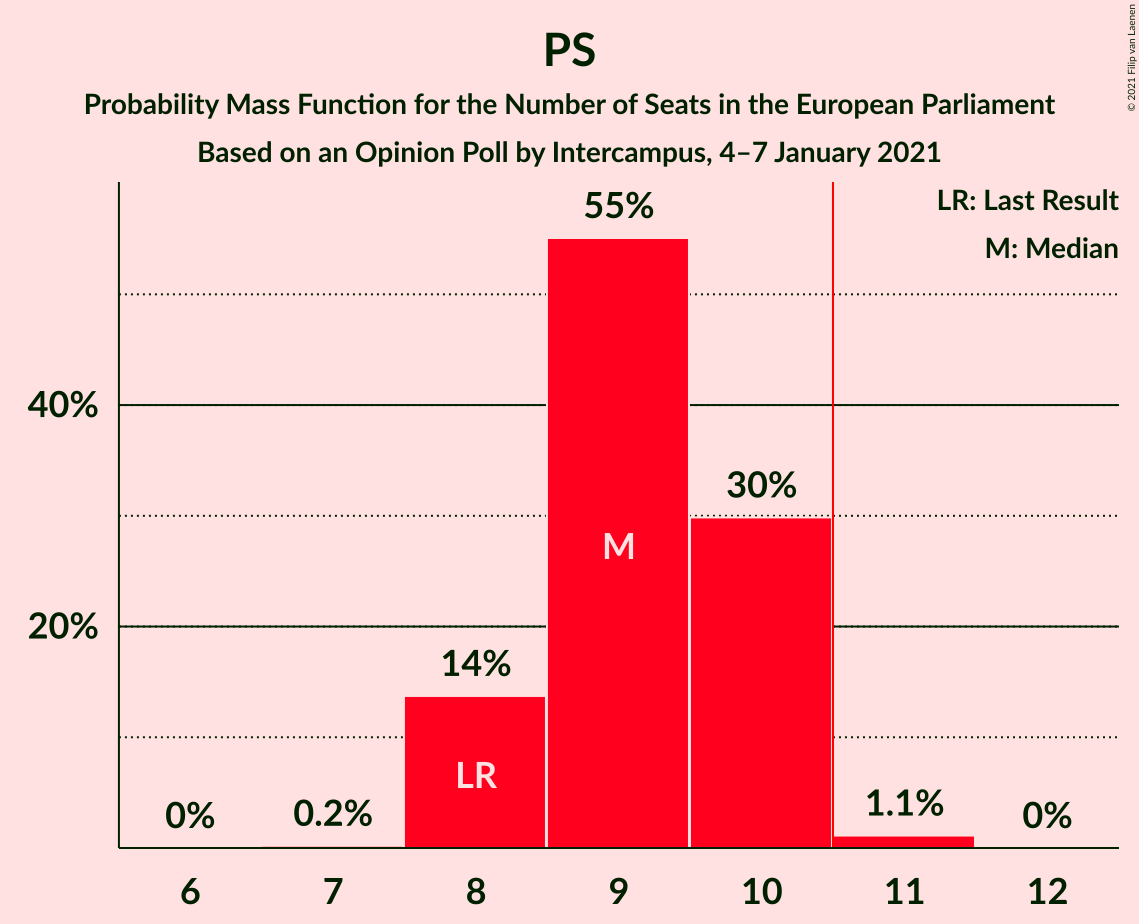 PS
Probability Mass Function for the Number of Seats in the European Parliament
Based on an Opinion Poll by Intercampus, 4–7 January 2021
© 2021 Filip van Laenen
LR: Last Result
M: Median
55%
40%
30%
M
20%
14%
LR
0%
0.2%
1.1%
0%
6
7
8
9
10
11
12